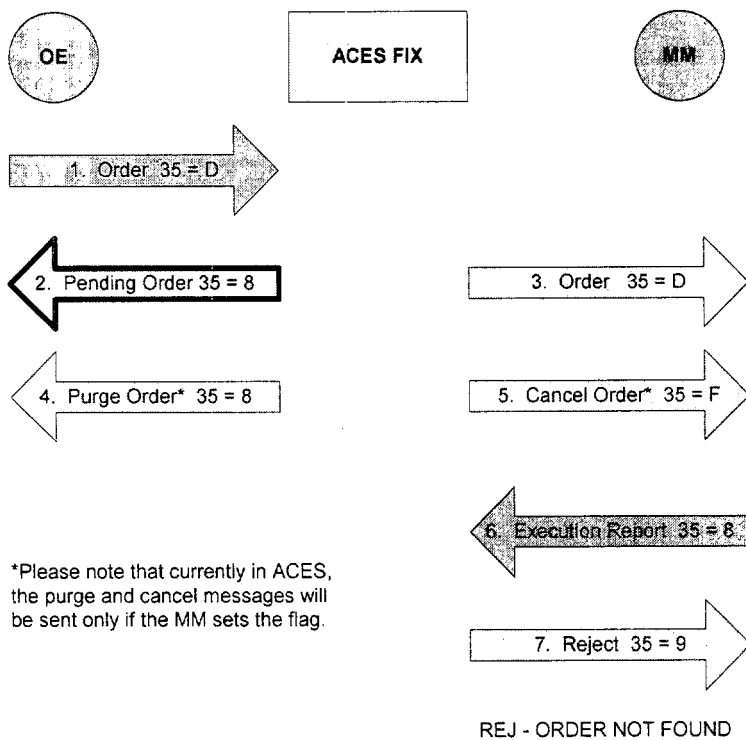 OE
ACES FIX
MM
1. Order 35 = D
2. Pending Order 35 = 8
3. Order 35 = D
4. Purge Order* 35 = 8
5. Cancel Order* 35 = F
6. Execution Report 35 = 8
*Please note that currently in ACES,
the purge and cancel messages will
be sent only if the MM sets the flag.
7. Reject 35 = 9
REJ - ORDER NOT FOUND